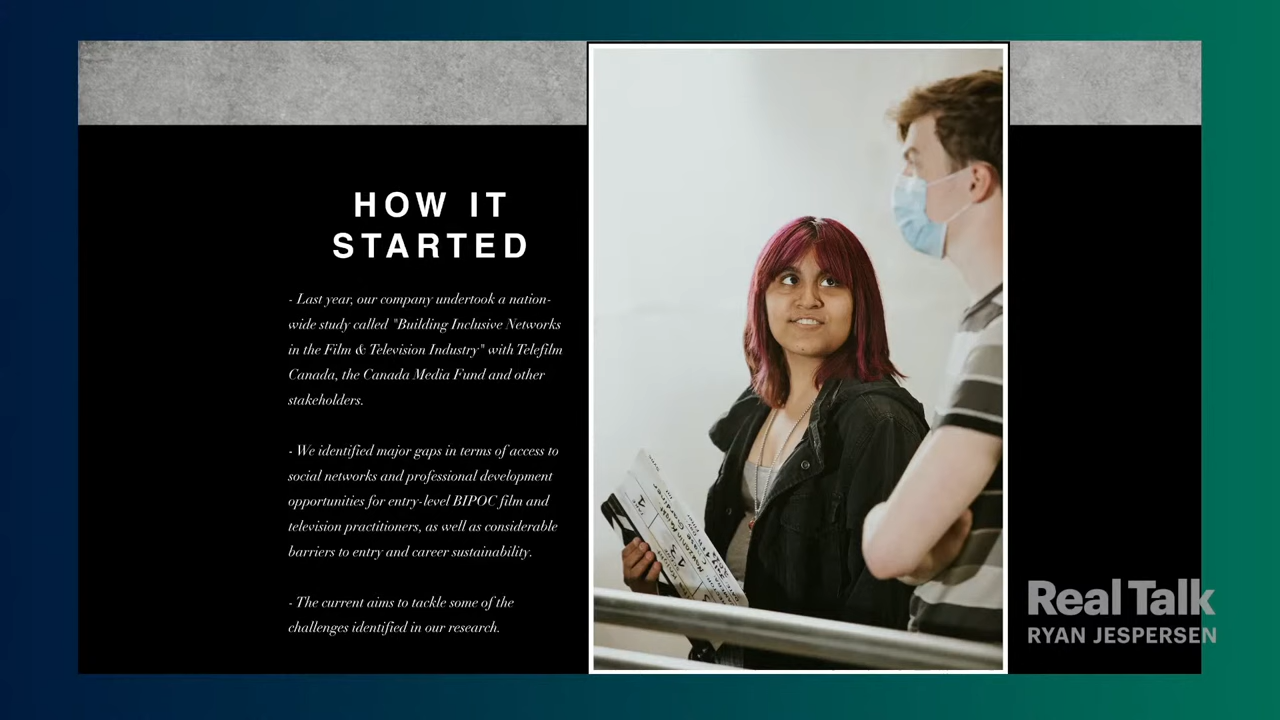 HOW IT
STARTED
- Last year, our company undertook a nation-
wide study called "Building Inclusive Networks
in the Film & Television Industry" with Telefilm
Canada, the Canada Media Fund and other
stakeholders.
- We identified major gaps in terms of access to
social networks and professional development
opportunities for entry-level BIPOC film and
television practitioners, as well as considerable
barriers to entry and career sustainability.
- The current aims to tackle some of the
challenges identified in our research.
Real Talk
RYAN JESPERSEN